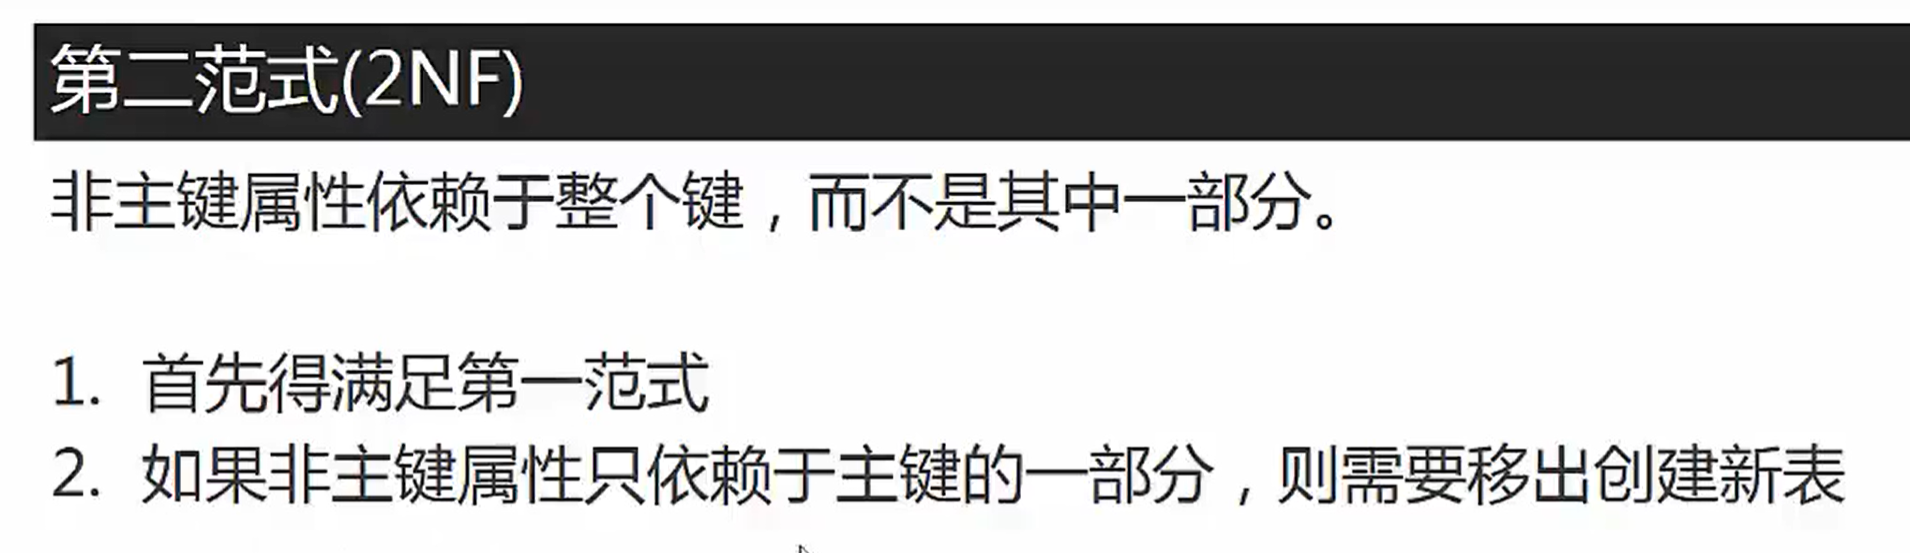 第二范式(2NF)
非主键属性依赖于整个键，而不是其中一部分。
1. 首先得满足第一范式
2. 如果非主键属性只依赖于主键的一部分，则需要移出创建新表